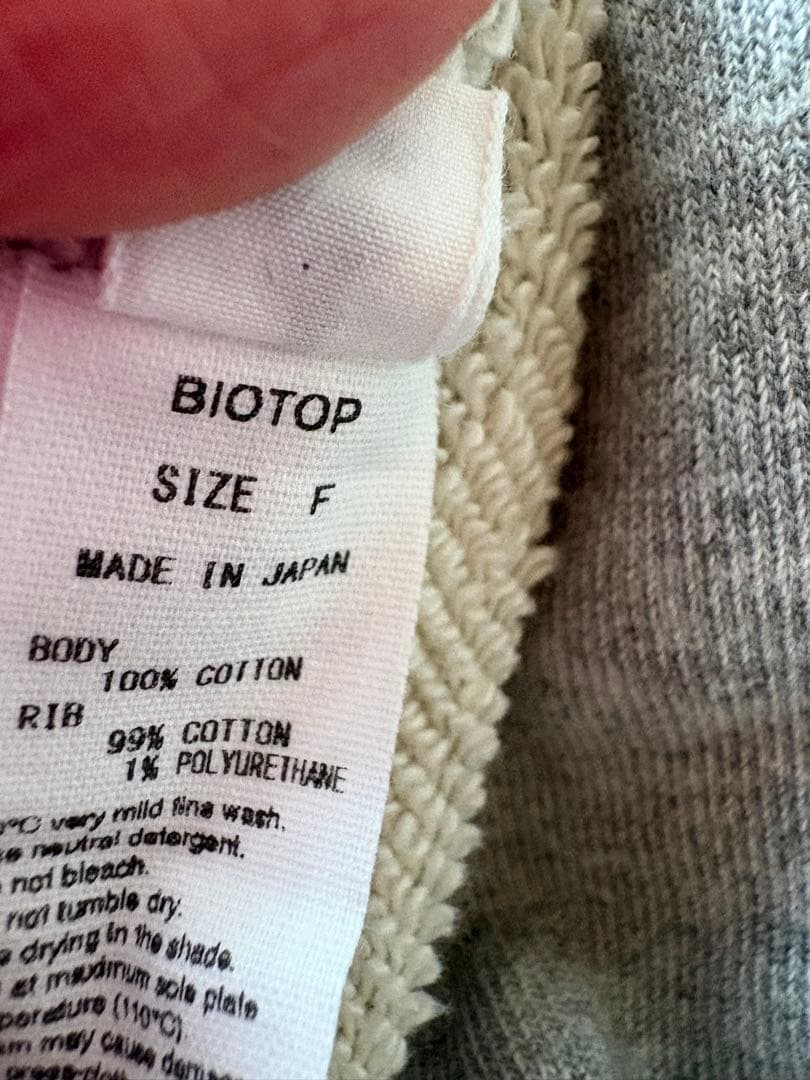 BIOTOP
SIZE F
MADE IN JAPAN
BODY
100% COTTON
RIB
99% COTTON
1% POLYURETHANE
°C very mild fine wash.
neutral detergent.
not bleach.
not tumble dry.
drying in the shade.
at maximum sole plate
(110°C)
may cause